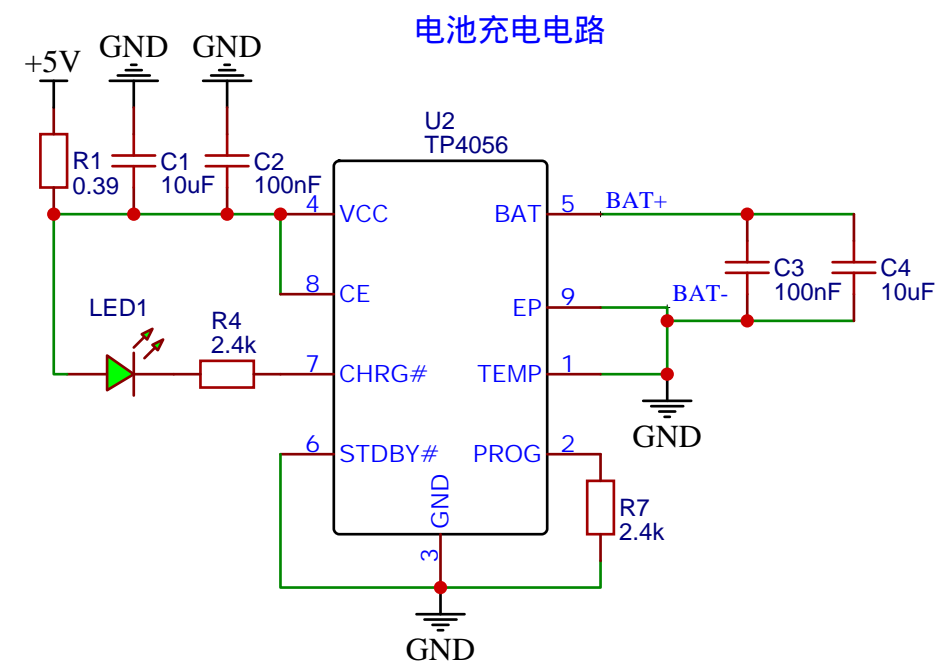 电池充电电路
GND
GND
+5V
U2
TP4056
R1
0.39
C1
10uF
C2
100nF
4
VCC
BAT
5
BAT+
8
CE
C3
100nF
C4
10uF
EP
9
BAT-
LED1
R4
2.4k
7
CHRG#
TEMP
1
GND
6
STDBY#
PROG
2
GND
R7
2.4k
3
GND